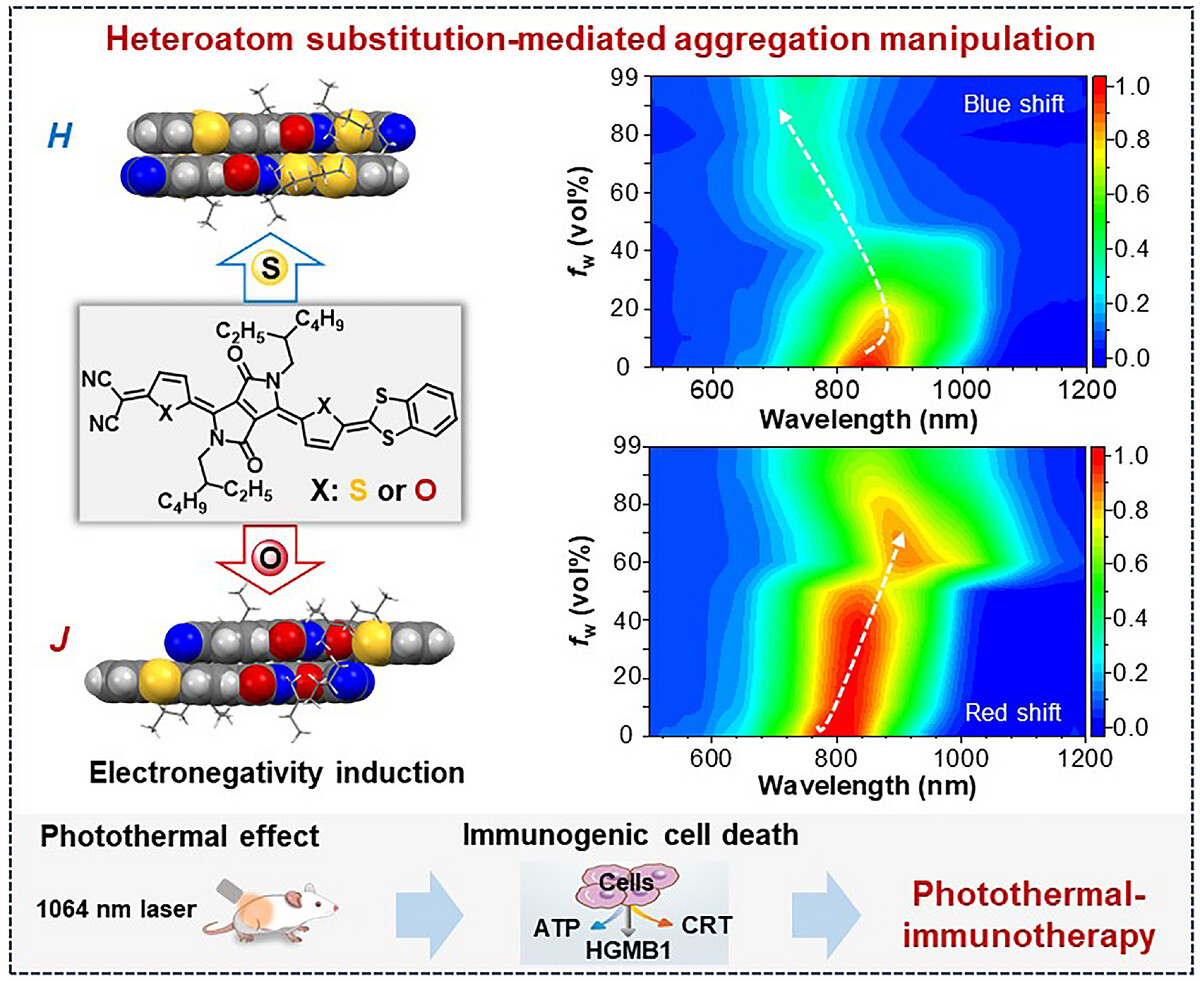 Heteroatom substitution-mediated aggregation manipulation
H
S
C4H9
C2H5
O
N
NC
NC
X
X
S
S
N
O
C2H5
C4H9
X: S or O
O
J
Electronegativity induction
99
80
60
40
20
0
fw (vol%)
Blue shift
1.0
0.8
0.6
0.4
0.2
0.0
600 800 1000 1200
Wavelength (nm)
99
80
60
40
20
0
fw (vol%)
Red shift
1.0
0.8
0.6
0.4
0.2
0.0
600 800 1000 1200
Wavelength (nm)
Photothermal effect
1064 nm laser
Immunogenic cell death
Cells
ATP
CRT
HGMB1
Photothermal-
immunotherapy